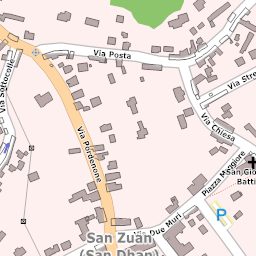 Via Posta
Via Sottocolle
Via Stre
Via Chiesa
Via Pordenone
Piazza Maggiore
San Gio
Batti
P
Via Due Muri
San Zuan
(San Dhan)